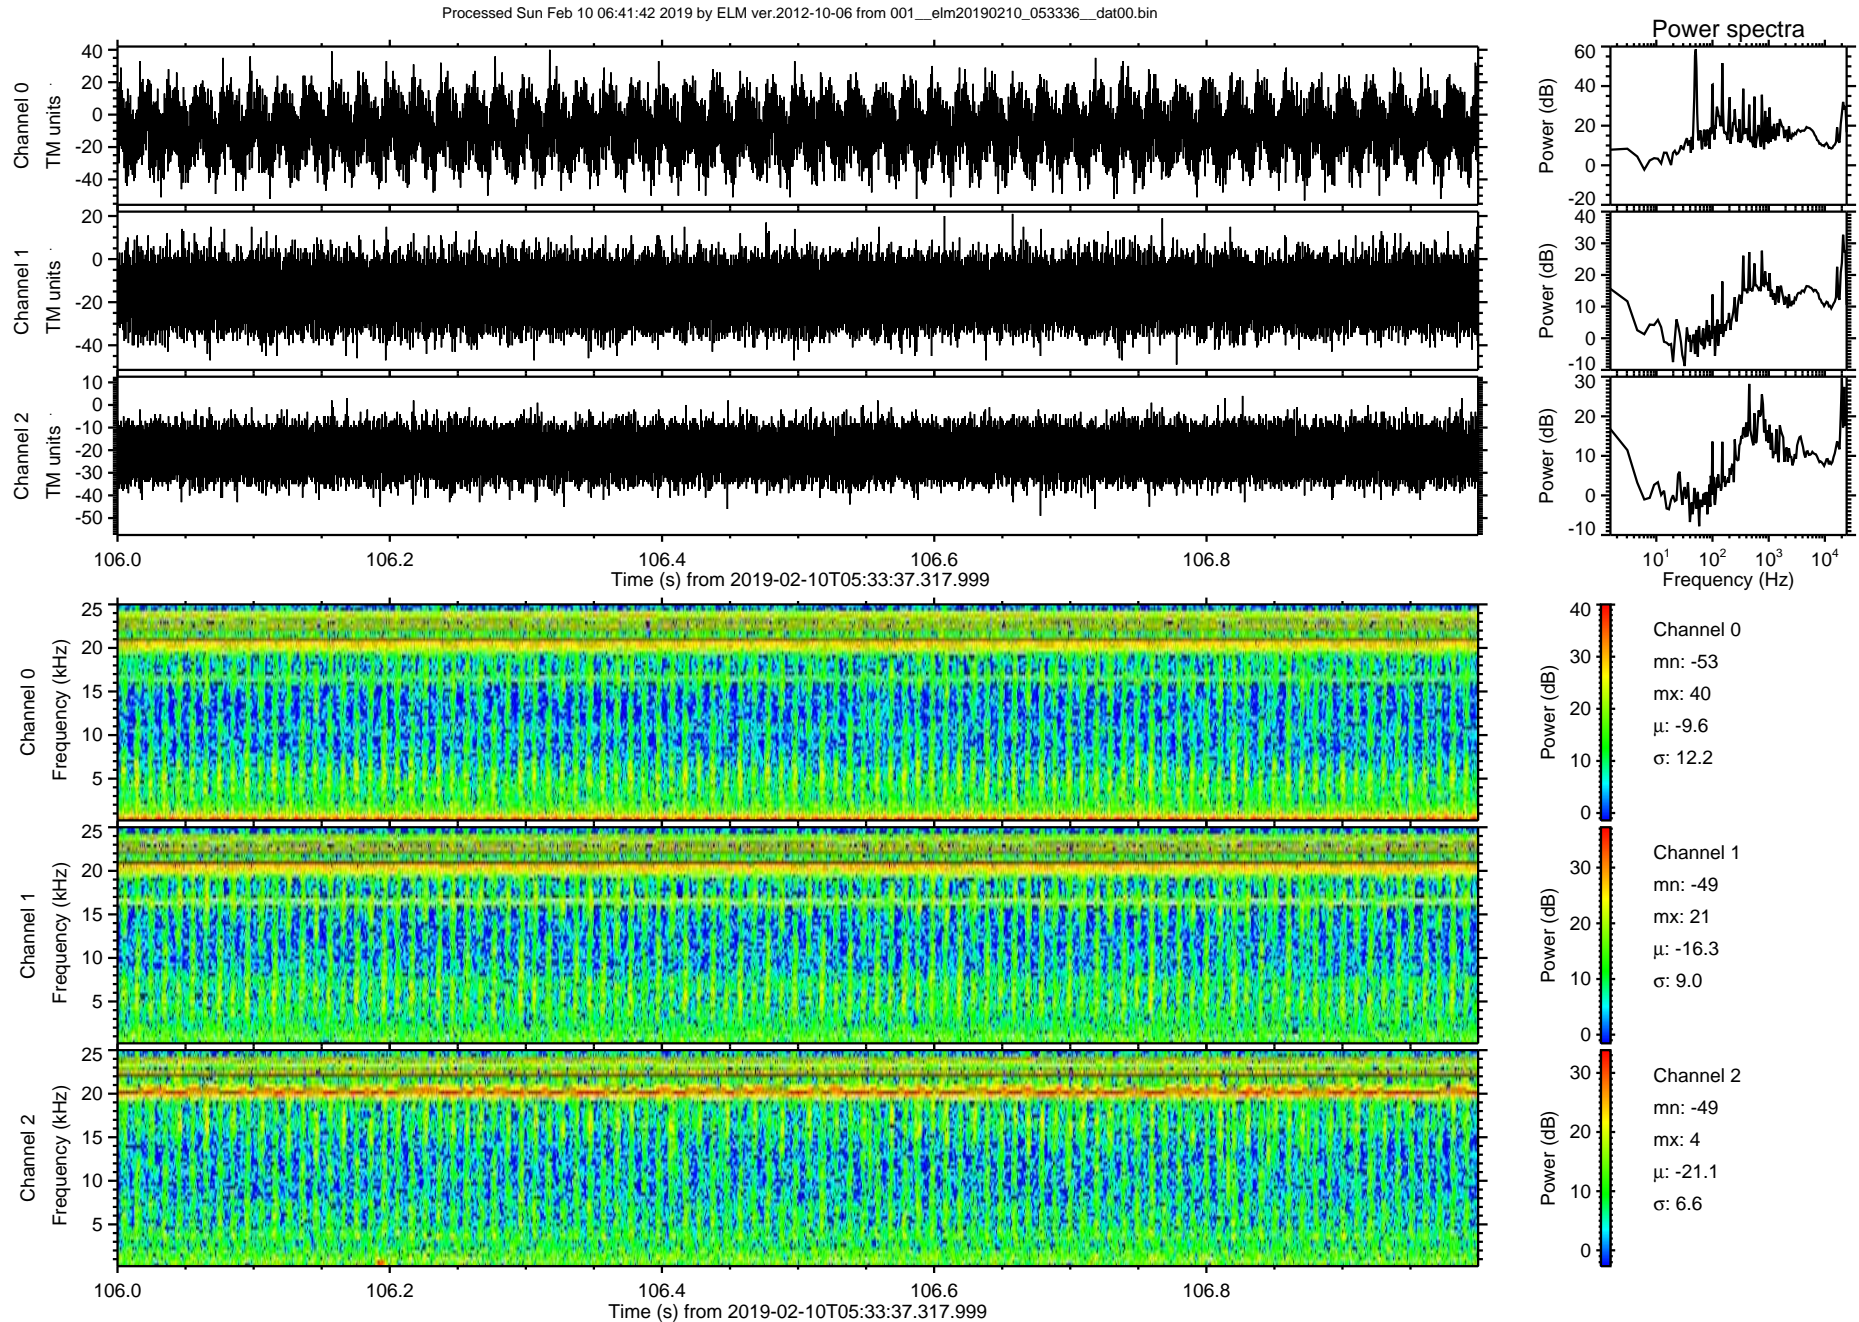 Processed Sun Feb 10 06:41:42 2019 by ELM ver.2012-10-06 from 001__elm20190210_053336__dat00.bin
Power spectra
Channel 0
TM units
40
20
0
-20
-40
Power (dB)
60
40
20
0
-20
Channel 1
TM units
20
0
-20
-40
Power (dB)
40
30
20
10
0
-10
Channel 2
TM units
10
0
-10
-20
-30
-40
-50
Power (dB)
30
20
10
0
-10
106.0 106.2 106.4 106.6 106.8
Time (s) from 2019-02-10T05:33:37.317.999
10^1 10^2 10^3 10^4
Frequency (Hz)
Channel 0
Frequency (kHz)
25
20
15
10
5
Power (dB)
40
30
20
10
0
Channel 0
mn: -53
mx: 40
μ: -9.6
σ: 12.2
Channel 1
Frequency (kHz)
25
20
15
10
5
Power (dB)
30
20
10
0
Channel 1
mn: -49
mx: 21
μ: -16.3
σ: 9.0
Channel 2
Frequency (kHz)
25
20
15
10
5
Power (dB)
30
20
10
0
Channel 2
mn: -49
mx: 4
μ: -21.1
σ: 6.6
106.0 106.2 106.4 106.6 106.8
Time (s) from 2019-02-10T05:33:37.317.999